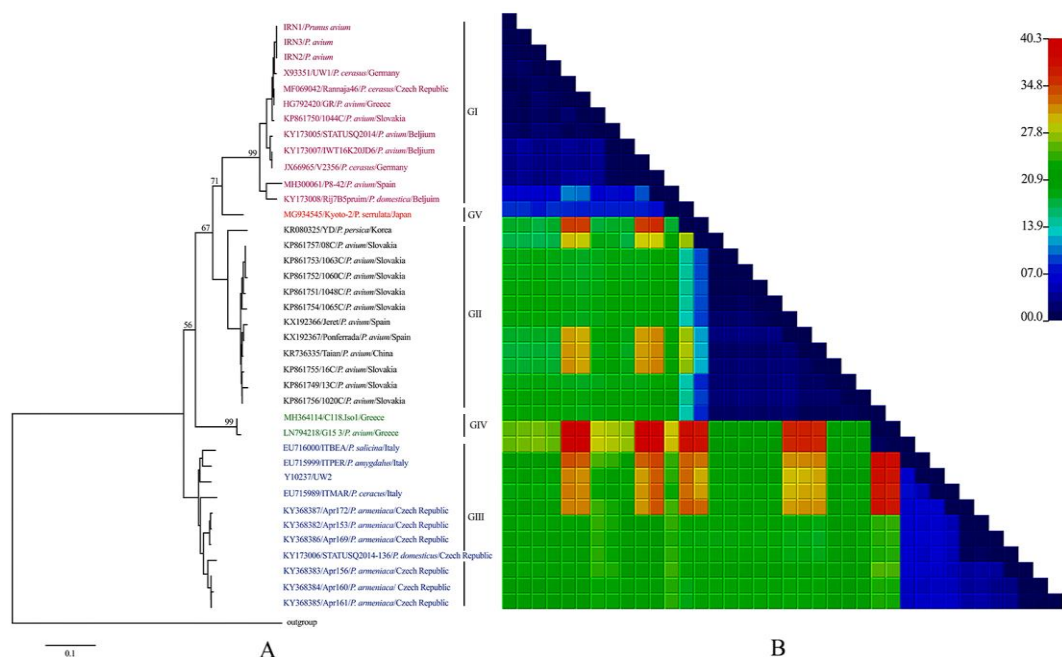 IRN1/Prunus avium
IRN3/P. avium
IRN2/P. avium
X93351/UW1/P. cerasus/Germany
MF069042/Rannaja46/P. cerasus/Czech Republic
HG792420/GR/P. avium/Greece
KP861750/1044C/P. avium/Slovakia
KY173005/STATUSQ2014/P. avium/Beljium
KY173007/IWT16K20JD6/P. avium/Beljium
JX66965/V2356/P. cerasus/Germany
MH300061/P8-42/P. avium/Spain
KY173008/Rij7B5pruim/P. domestica/Beljuim
MG934545/Kyoto-2/P. serrulata/Japan
KR080325/YD/P. persica/Korea
KP861757/08C/P. avium/Slovakia
KP861753/1063C/P. avium/Slovakia
KP861752/1060C/P. avium/Slovakia
KP861751/1048C/P. avium/Slovakia
KP861754/1065C/P. avium/Slovakia
KX192366/Jeret/P. avium/Spain
KX192367/Ponferrada/P. avium/Spain
KR736335/Taian/P. avium/China
KP861755/16C/P. avium/Slovakia
KP861749/13C/P. avium/Slovakia
KP861756/1020C/P. avium/Slovakia
MH364114/C118.Iso1/Greece
LN794218/G15 3/P. avium/Greece
EU716000/ITBEA/P. salicina/Italy
EU715999/ITPER/P. amygdalus/Italy
Y10237/UW2
EU715989/ITMAR/P. ceracus/Italy
KY368387/Apr172/P. armeniaca/Czech Republic
KY368382/Apr153/P. armeniaca/Czech Republic
KY368386/Apr169/P. armeniaca/Czech Republic
KY173006/STATUSQ2014-136/P. domesticus/Czech Republic
KY368383/Apr156/P. armeniaca/Czech Republic
KY368384/Apr160/P. armeniaca/ Czech Republic
KY368385/Apr161/P. armeniaca/Czech Republic
outgroup
GI
GV
GII
GIV
GIII
99
71
67
56
99
0.1
A
40.3
34.8
27.8
20.9
13.9
07.0
00.0
B